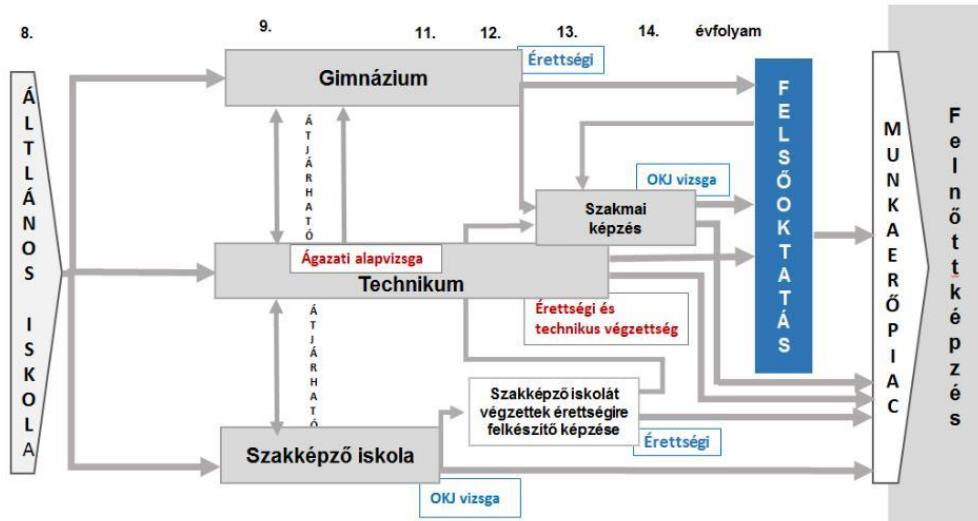 8. 9. 11. 12. 13. 14. évfolyam
Érettségi
Gimnázium
ÁLTLÁNOS ISKOLA
ÁTJÁRHATÓ
FELSŐOKTATÁS
MUNKAERŐPIAC
Felnőttképzés
OKJ vizsga
Szakmai
képzés
Ágazati alapvizsga
Technikum
Érettségi és
technikus végzettség
ÁTJÁRHATÓ
Szakképző iskolát
végzettek érettségire
felkészítő képzése
Érettségi
Szakképző iskola
OKJ vizsga